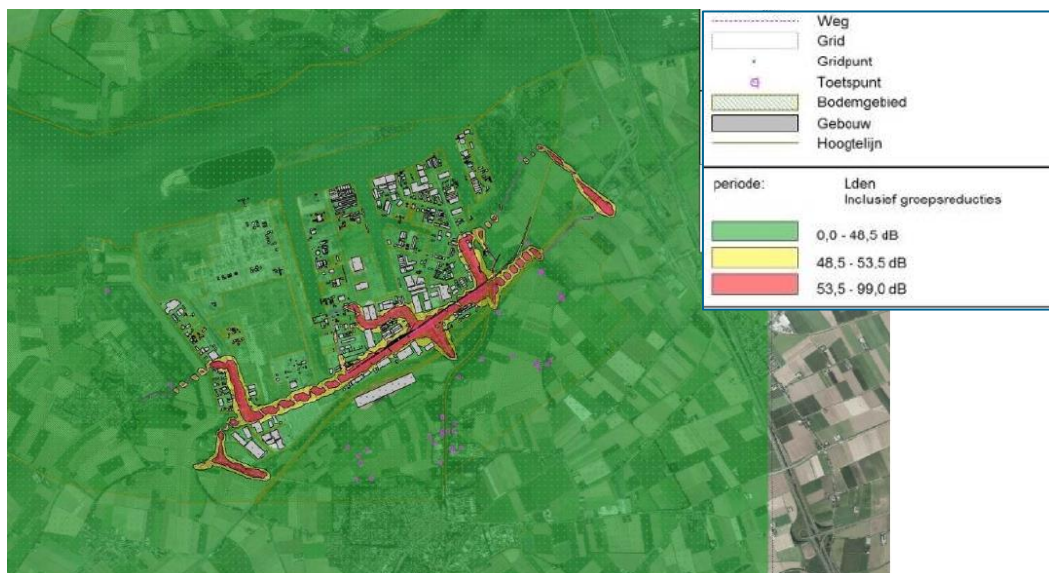 Weg
Grid
Gridpunt
Toetspunt
Bodemgebied
Gebouw
Hoogtelijn
periode: Lden
Inclusief groepsreducties
0,0 - 48,5 dB
48,5 - 53,5 dB
53,5 - 99,0 dB